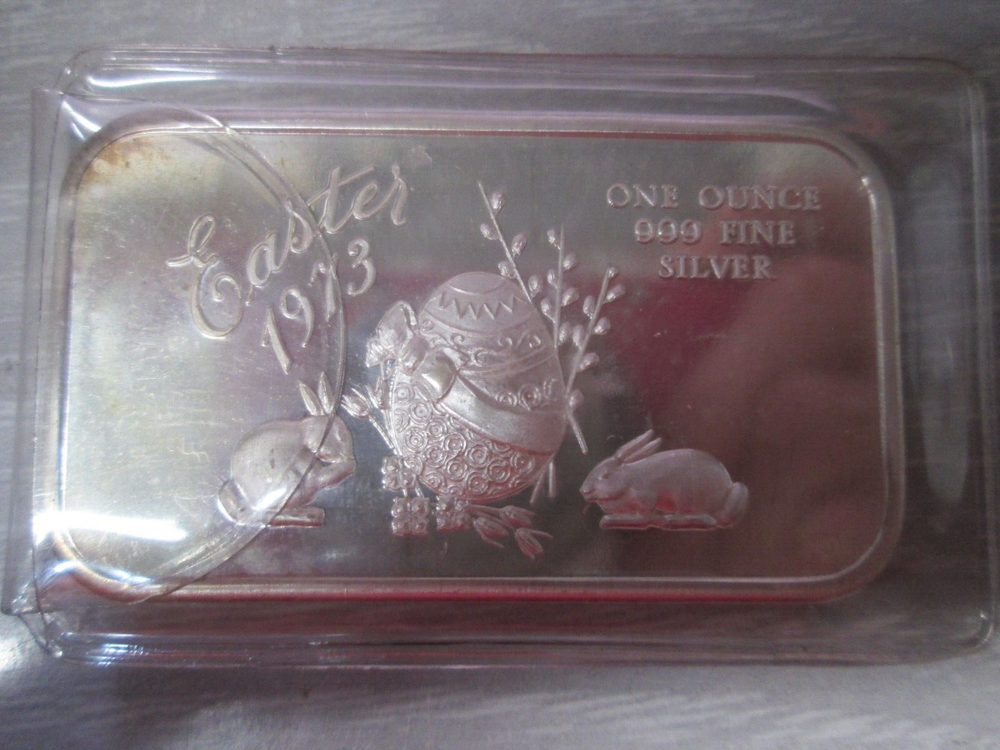 Easter
1973
ONE OUNCE
999 FINE
SILVER